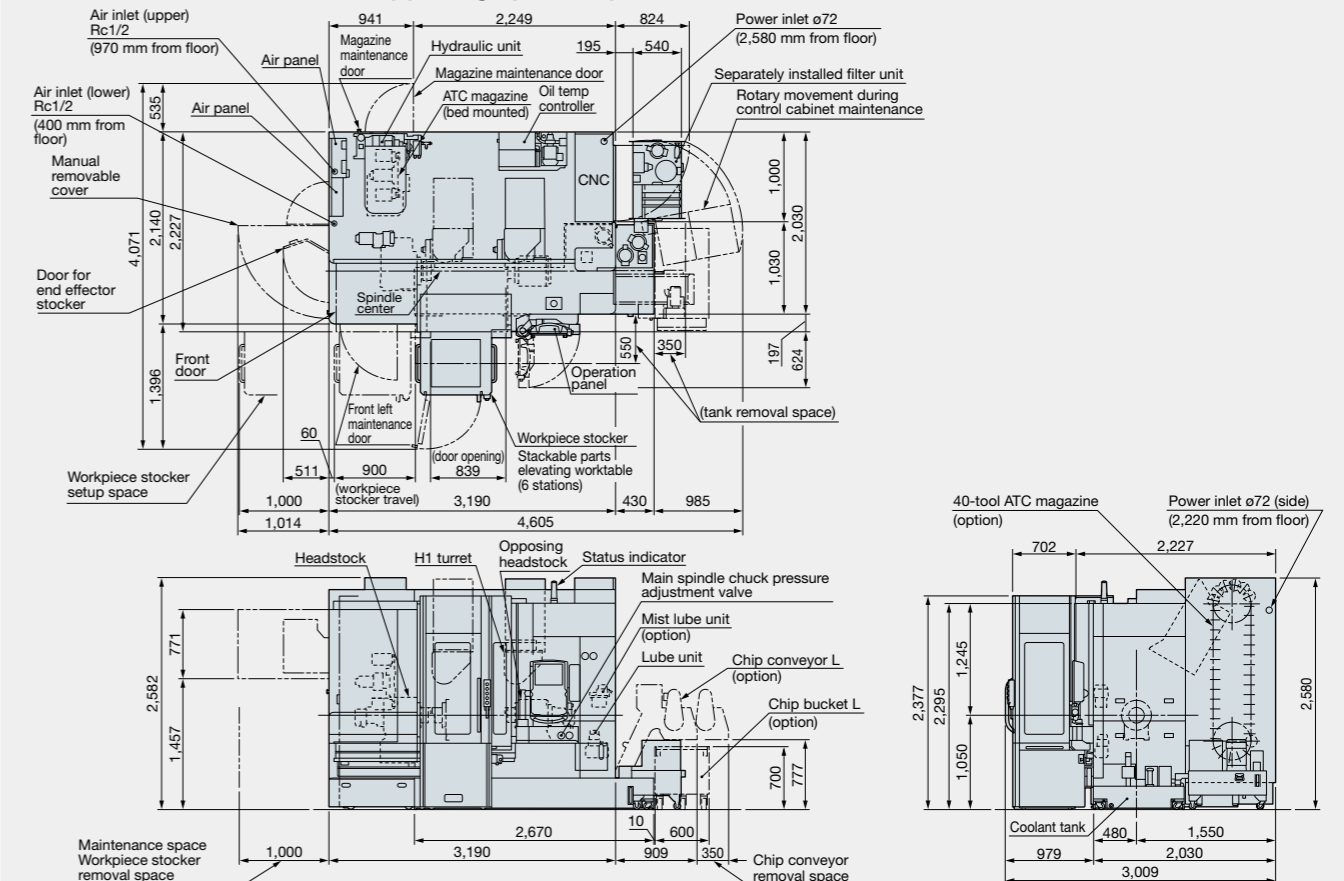 Air inlet (upper)
Rc1/2
(970 mm from floor)
941
2,249
824
Power inlet ø72
(2,580 mm from floor)
Magazine
maintenance
door
Hydraulic unit
195
540
Air panel
Magazine maintenance door
Separately installed filter unit
Air inlet (lower)
Rc1/2
(400 mm from
floor)
Air panel
535
ATC magazine
(bed mounted)
Oil temp
controller
Rotary movement during
control cabinet maintenance
Manual
removable
cover
CNC
1,000
2,030
4,071
2,140
2,227
1,030
Door for
end effector
stocker
Spindle
center
Front
door
1,396
550
350
197
624
Operation
panel
Front left
maintenance
door
(tank removal space)
60
(door opening)
Workpiece stocker
Stackable parts
elevating worktable
(6 stations)
Workpiece stocker
setup space
511
900
839
(workpiece
stocker travel)
1,000
3,190
430
985
1,014
4,605
40-tool ATC magazine
(option)
Power inlet ø72 (side)
(2,220 mm from floor)
Headstock
H1 turret
Opposing
headstock
Status indicator
Main spindle chuck pressure
adjustment valve
Mist lube unit
(option)
Lube unit
Chip conveyor L
(option)
Chip bucket L
(option)
2,582
771
1,457
700
777
10
2,670
600
1,000
3,190
909
350
Maintenance space
Workpiece stocker
removal space
Chip conveyor
removal space
702
2,227
2,377
2,295
1,245
1,050
2,580
Coolant tank
480
1,550
979
2,030
3,009